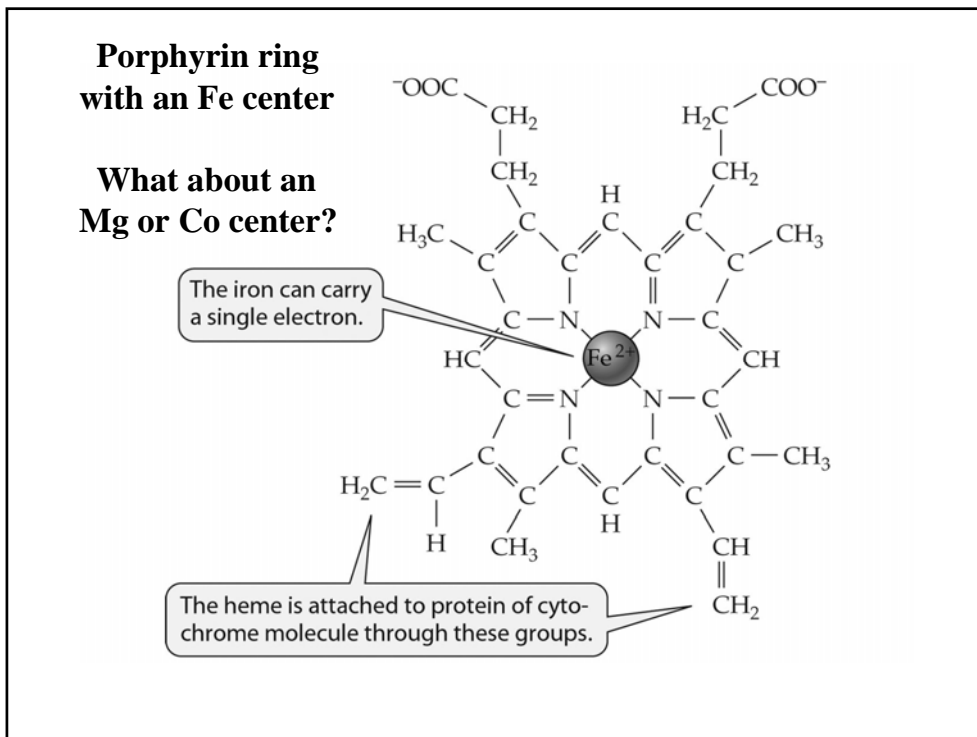 Porphyrin ring
with an Fe center
What about an
Mg or Co center?
⁻OOC COO⁻
CH₂ H₂C
CH₂ H CH₂
C C C
H₃C CH₃
C C C C
The iron can carry
a single electron.
C N N C
HC Fe²⁺ CH
C N N C
C C C C CH₃
H₂C C C C C
H
H CH₃ CH
The heme is attached to protein of cyto-
chrome molecule through these groups.
CH₂